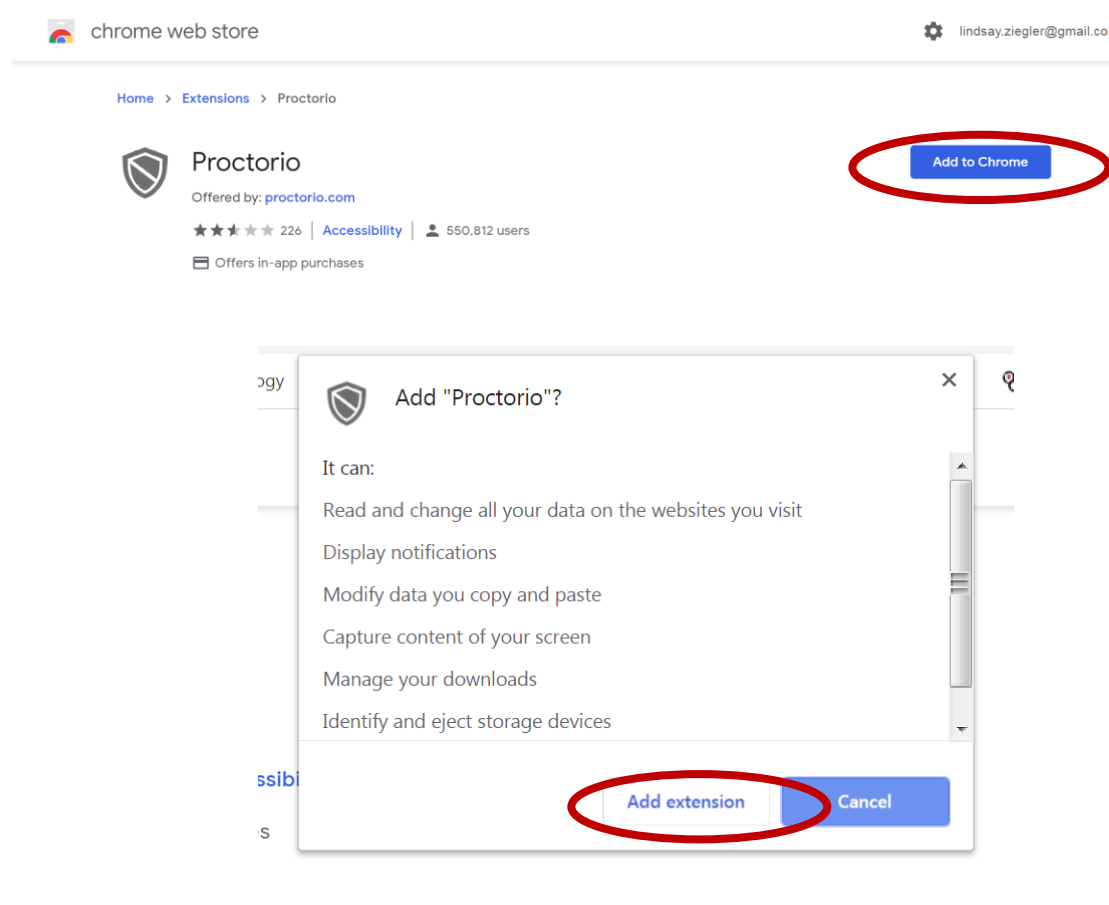 chrome web store
lindsay.ziegler@gmail.co
Home > Extensions > Proctorio
Proctorio
Add to Chrome
Offered by: proctorio.com
226 | Accessibility | 550,812 users
Offers in-app purchases
ogy
Add "Proctorio"?
It can:
Read and change all your data on the websites you visit
Display notifications
Modify data you copy and paste
Capture content of your screen
Manage your downloads
Identify and eject storage devices
ssibi
Add extension
Cancel
s